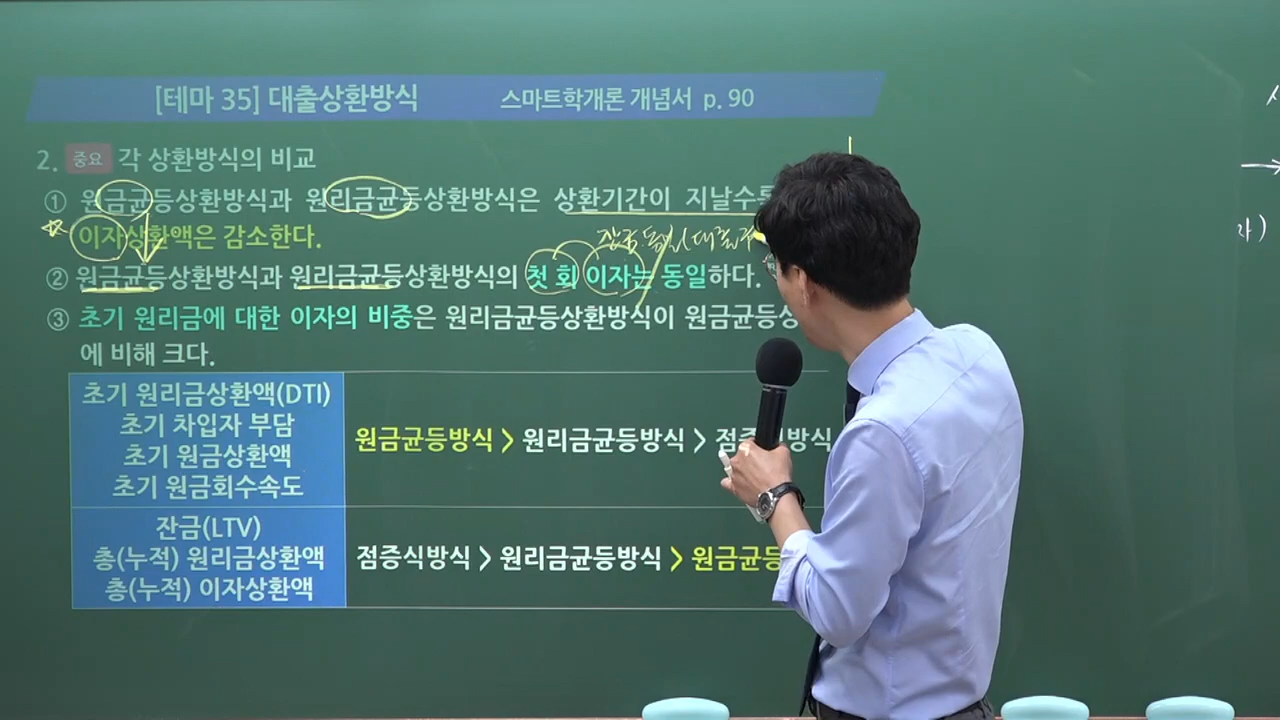 [테마 35] 대출상환방식 스마트학개론 개념서 p. 90
2. 중요 각 상환방식의 비교
① 원금균등상환방식과 원리금균등상환방식은 상환기간이 지날수록
이자상환액은 감소한다.
② 원금균등상환방식과 원리금균등상환방식의 첫 회 이자는 동일하다.
③ 초기 원리금에 대한 이자의 비중은 원리금균등상환방식이 원금균등상
에 비해 크다.
초기 원리금상환액(DTI)
초기 차입자 부담
초기 원금상환액
초기 원금회수속도
원금균등방식 > 원리금균등방식 > 점증식방식
잔금(LTV)
총(누적) 원리금상환액
총(누적) 이자상환액
점증식방식 > 원리금균등방식 > 원금균등
자)